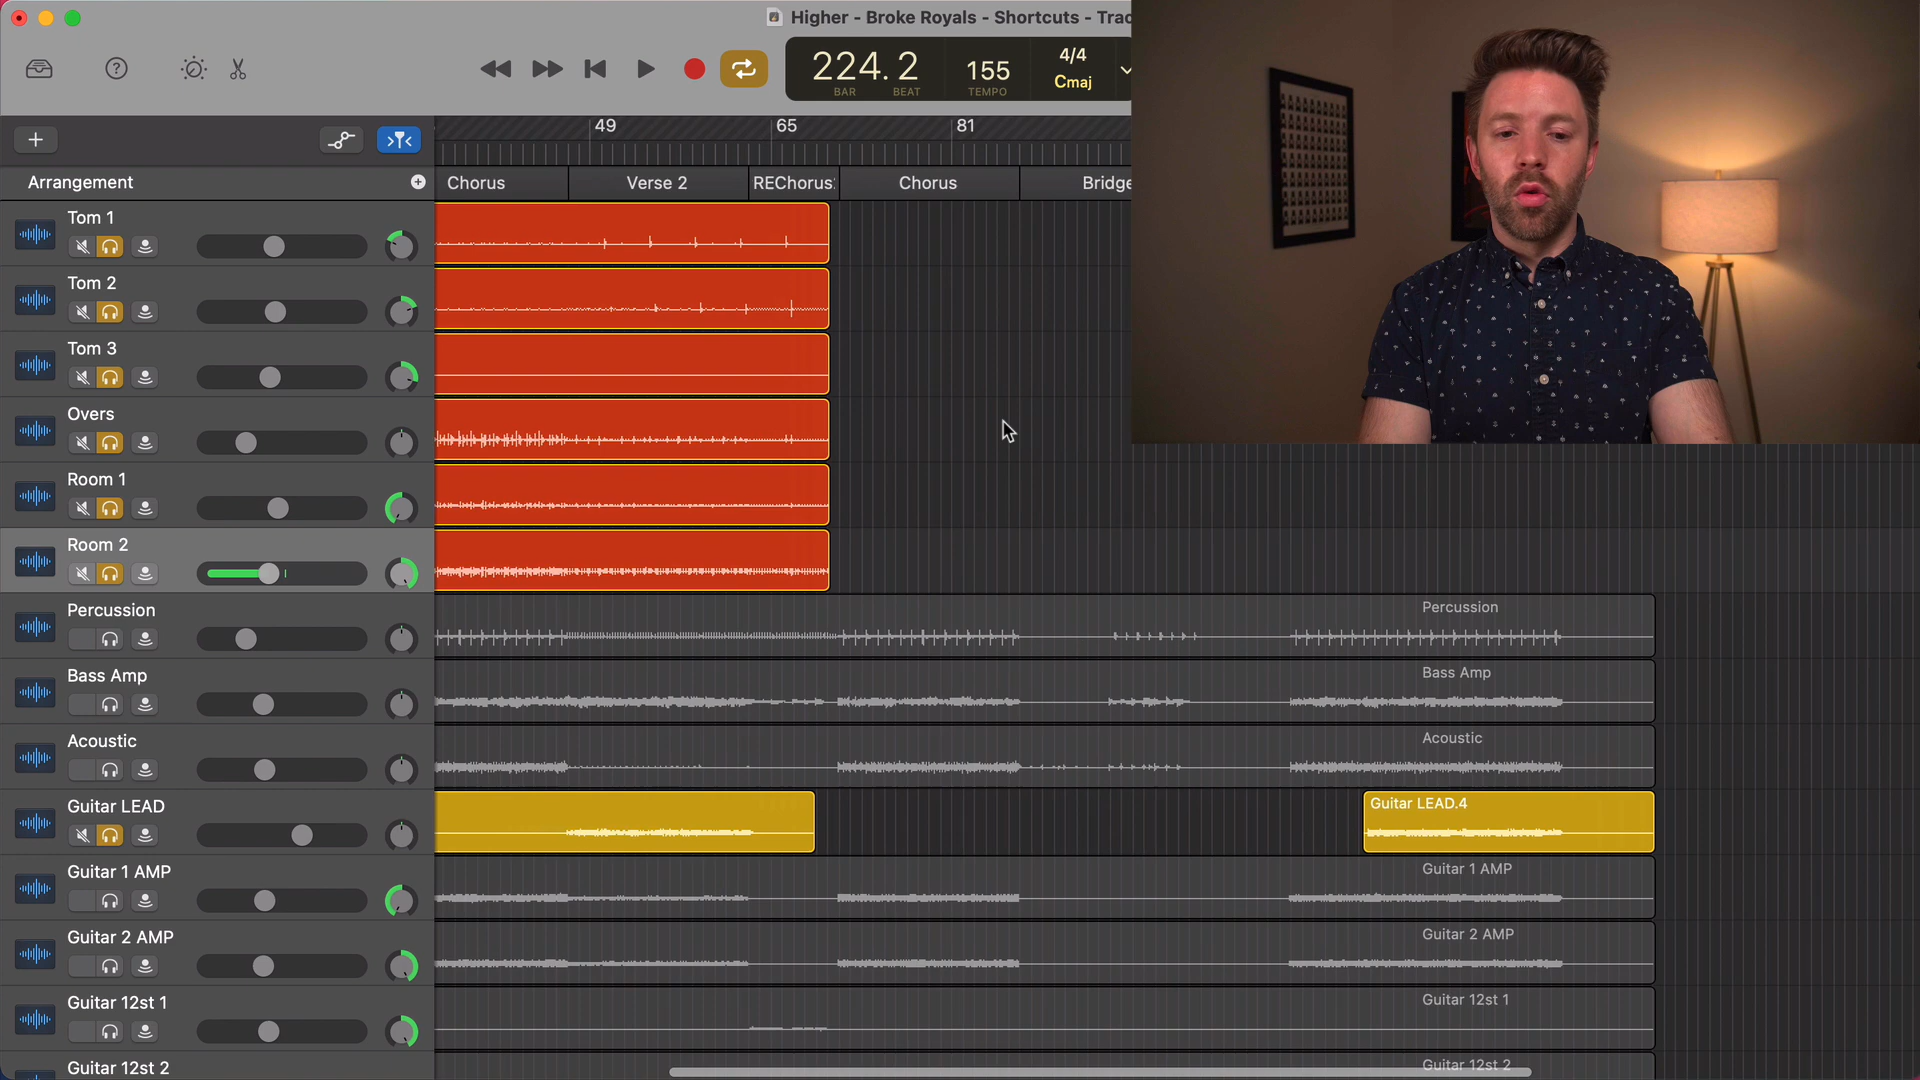 Higher - Broke Royals - Shortcuts - Trac
224.2
BAR
BEAT
155
TEMPO
4/4
Cmaj
49
65
81
Arrangement
Chorus
Verse 2
REChorus:
Chorus
Bridge
Tom 1
Tom 2
Tom 3
Overs
Room 1
Room 2
Percussion
Percussion
Bass Amp
Bass Amp
Acoustic
Acoustic
Guitar LEAD
Guitar LEAD.4
Guitar 1 AMP
Guitar 1 AMP
Guitar 2 AMP
Guitar 2 AMP
Guitar 12st 1
Guitar 12st 1
Guitar 12st 2
Guitar 12st 2